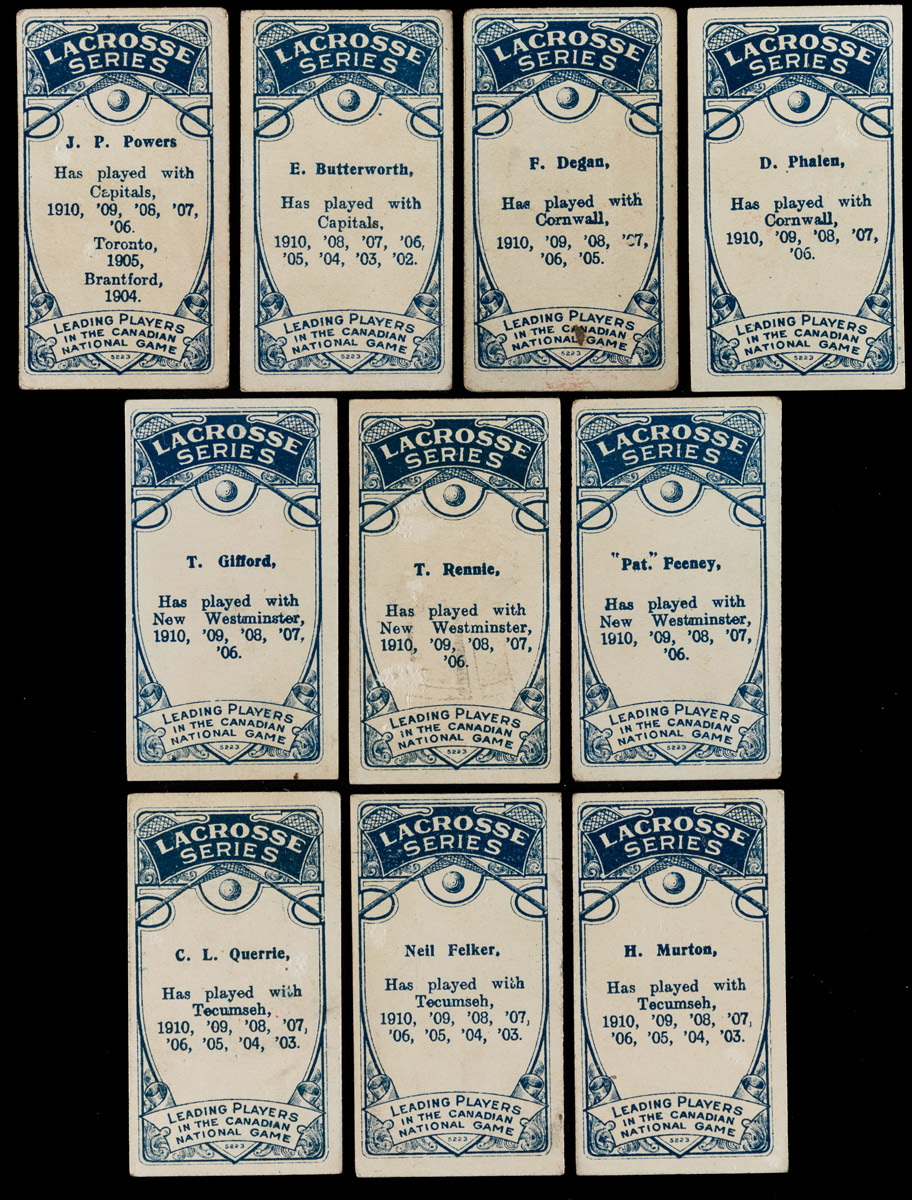 LACROSSE
SERIES
J. P. Powers
Has played with
Capitals,
1910, '09, '08, '07,
'06.
Toronto,
1905,
Brantford,
1904.
LEADING PLAYERS
IN THE CANADIAN
NATIONAL GAME
5223
LACROSSE
SERIES
E. Butterworth,
Has played with
Capitals,
1910, '08, '07, '06,
'05, '04, '03, '02.
LEADING PLAYERS
IN THE CANADIAN
NATIONAL GAME
5223
LACROSSE
SERIES
F. Degan,
Has played with
Cornwall,
1910, '09, '08, '07,
'06, '05.
LEADING PLAYERS
IN THE CANADIAN
NATIONAL GAME
5223
LACROSSE
SERIES
D. Phalen,
Has played with
Cornwall,
1910, '09, '08, '07,
'06.
LEADING PLAYERS
IN THE CANADIAN
NATIONAL GAME
5223
LACROSSE
SERIES
T. Gifford,
Has played with
New Westminster,
1910, '09, '08, '07,
'06.
LEADING PLAYERS
IN THE CANADIAN
NATIONAL GAME
5223
LACROSSE
SERIES
T. Rennie,
Has played with
New Westminster,
1910, '09, '08, '07,
'06.
LEADING PLAYERS
IN THE CANADIAN
NATIONAL GAME
5223
LACROSSE
SERIES
"Pat." Feeney,
Has played with
New Westminster,
1910, '09, '08, '07,
'06.
LEADING PLAYERS
IN THE CANADIAN
NATIONAL GAME
5223
LACROSSE
SERIES
C. L. Querrie,
Has played with
Tecumseh,
1910, '09, '08, '07,
'06, '05, '04, '03.
LEADING PLAYERS
IN THE CANADIAN
NATIONAL GAME
5223
LACROSSE
SERIES
Neil Felker,
Has played with
Tecumseh,
1910, '09, '08, '07,
'06, '05, '04, '03.
LEADING PLAYERS
IN THE CANADIAN
NATIONAL GAME
5223
LACROSSE
SERIES
H. Murton,
Has played with
Tecumseh,
1910, '09, '08, '07,
'06, '05, '04, '03.
LEADING PLAYERS
IN THE CANADIAN
NATIONAL GAME
5223